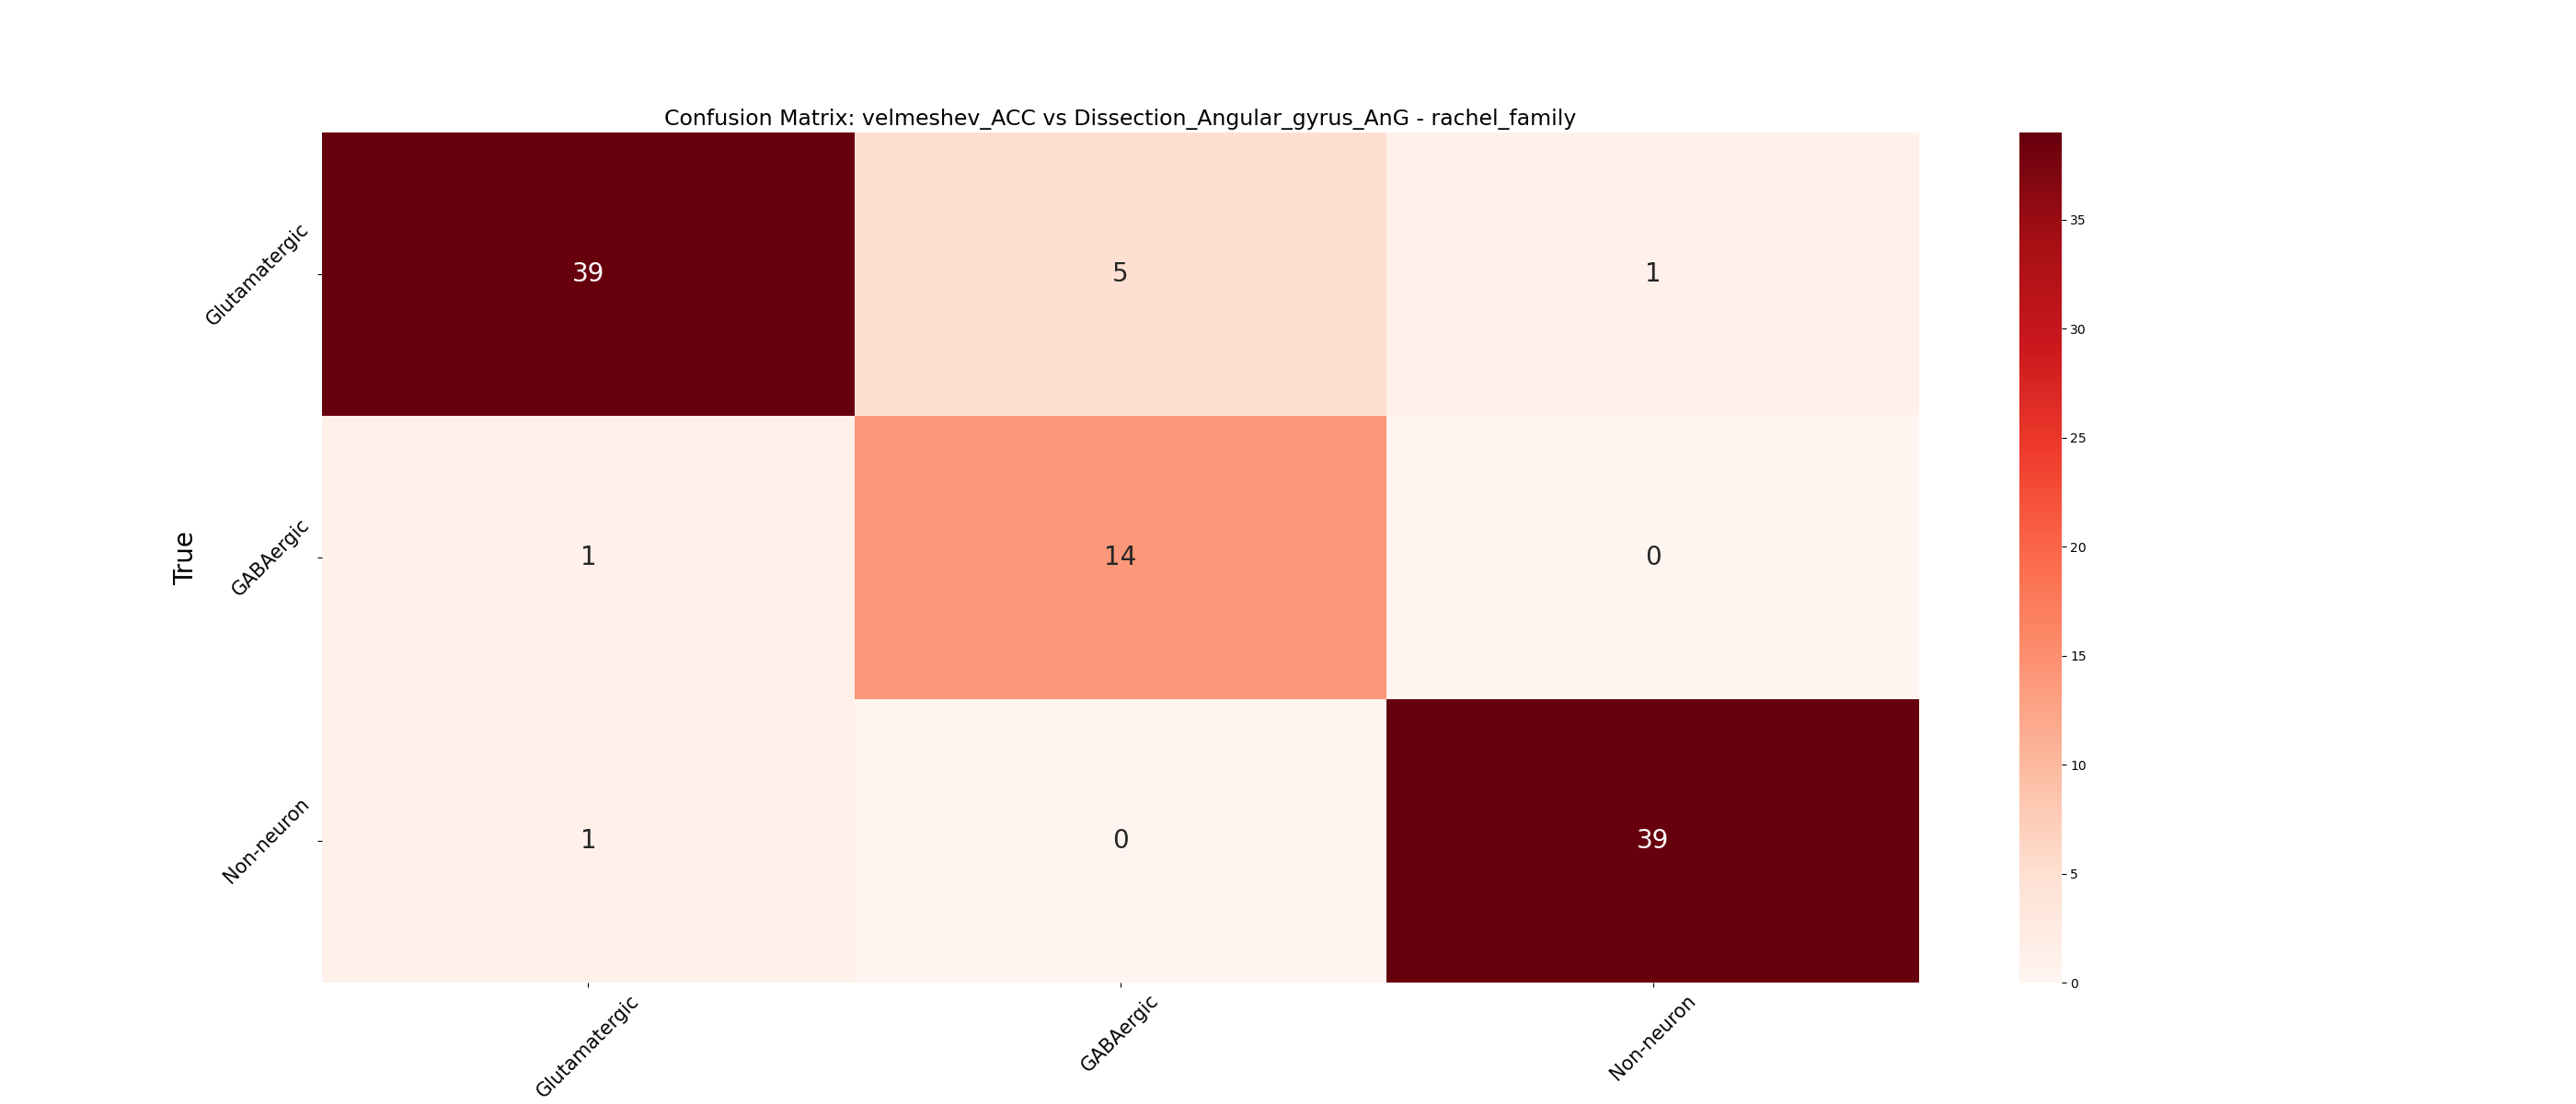 Confusion Matrix: velmeshev_ACC vs Dissection_Angular_gyrus_AnG - rachel_family
True
Glutamatergic
39
5
1
GABAergic
1
14
0
Non-neuron
1
0
39
Glutamatergic
GABAergic
Non-neuron
35
30
25
20
15
10
5
0